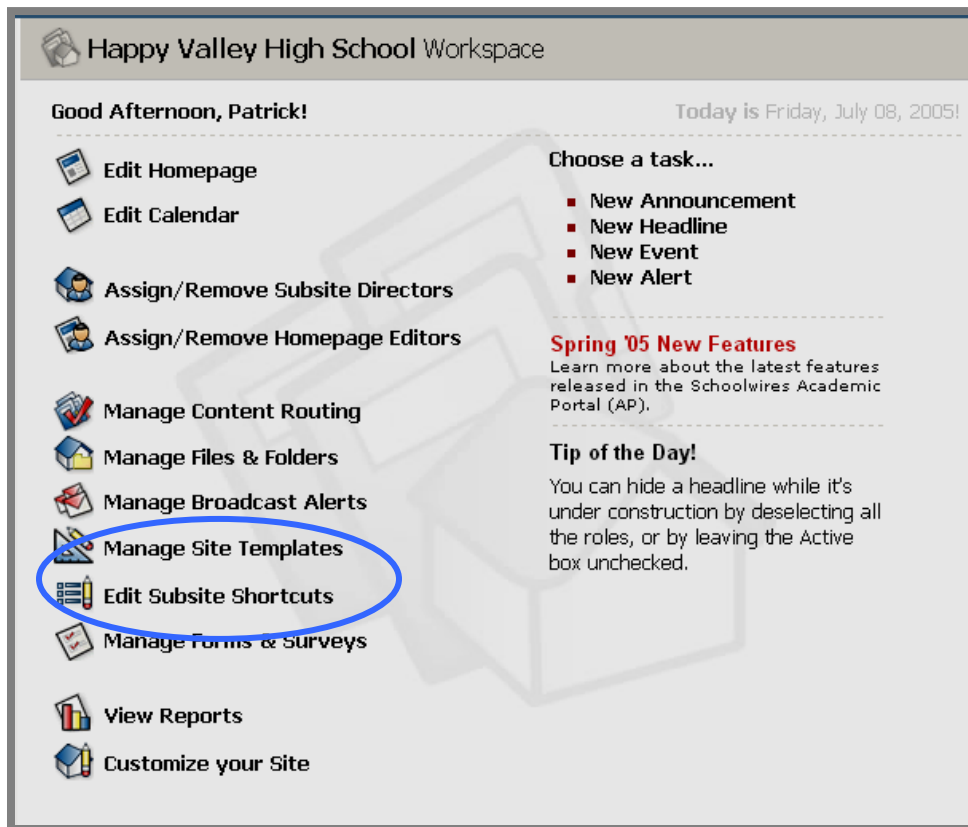 Happy Valley High School Workspace
Good Afternoon, Patrick!
Today is Friday, July 08, 2005!
Edit Homepage
Edit Calendar
Assign/Remove Subsite Directors
Assign/Remove Homepage Editors
Manage Content Routing
Manage Files & Folders
Manage Broadcast Alerts
Manage Site Templates
Edit Subsite Shortcuts
Manage Forms & Surveys
View Reports
Customize your Site
Choose a task...
New Announcement
New Headline
New Event
New Alert
Spring '05 New Features
Learn more about the latest features
released in the Schoolwires Academic
Portal (AP).
Tip of the Day!
You can hide a headline while it's
under construction by deselecting all
the roles, or by leaving the Active
box unchecked.